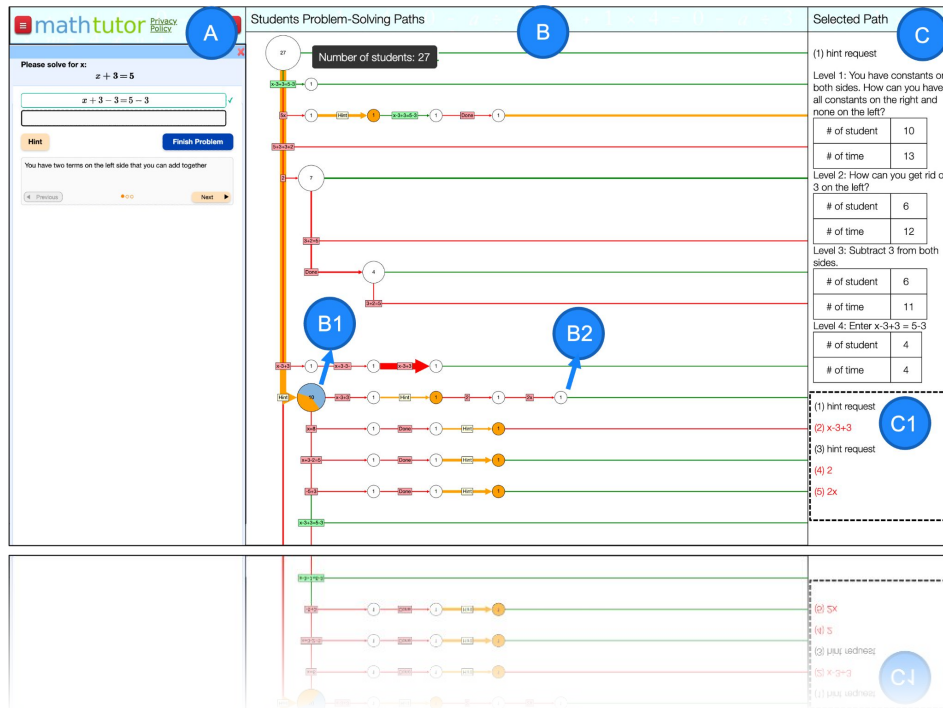 mathtutor
Privacy
Policy
A
Please solve for x:
x + 3 = 5
x + 3 − 3 = 5 − 3
Hint
Finish Problem
You have two terms on the left side that you can add together
Previous
Next
Students Problem-Solving Paths
B
27
Number of students: 27
x-3+3=5-3
1
5x
1
Hint
1
x-3+3=5-3
1
Done
1
5+3=3+2
2
7
3+2=5
Done
4
3+2=5
B1
B2
x-3+3
1
x+3-3
1
x-3+3
1
Hint
10
x-3+3
1
Hint
1
2
1
2x
1
x=8
1
Done
1
Hint
1
x+3-2=5
1
Done
1
Hint
1
-5+3
1
Done
1
Hint
1
x-3+3=5-3
Selected Path
C
(1) hint request
Level 1: You have constants on
both sides. How can you have
all constants on the right and
none on the left?
# of student 10
# of time 13
Level 2: How can you get rid o
3 on the left?
# of student 6
# of time 12
Level 3: Subtract 3 from both
sides.
# of student 6
# of time 11
Level 4: Enter x-3+3 = 5-3
# of student 4
# of time 4
(1) hint request
C1
(2) x-3+3
(3) hint request
(4) 2
(5) 2x